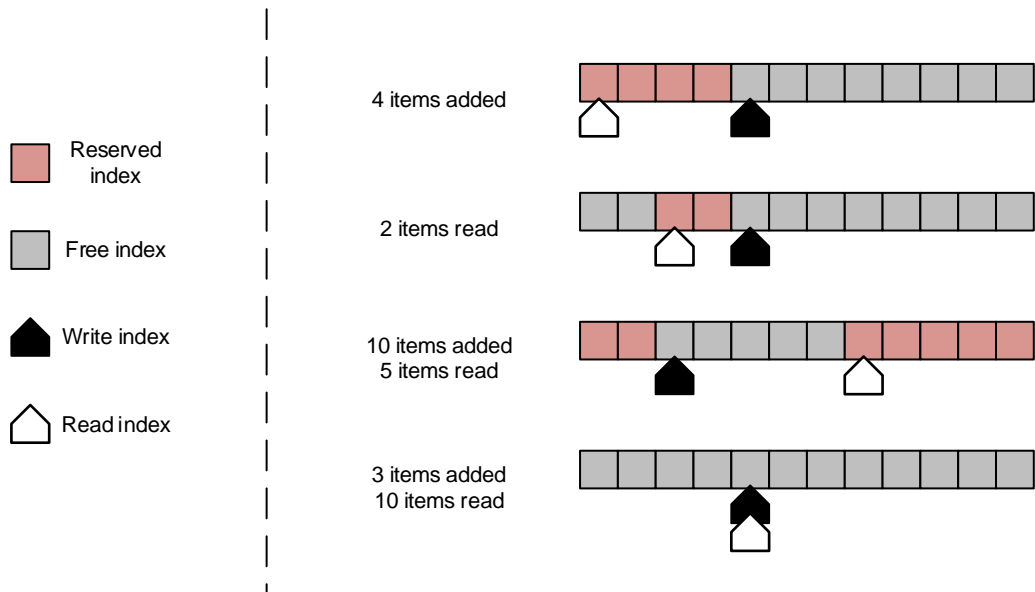 Reserved
index
Free index
Write index
Read index
4 items added
2 items read
10 items added
5 items read
3 items added
10 items read